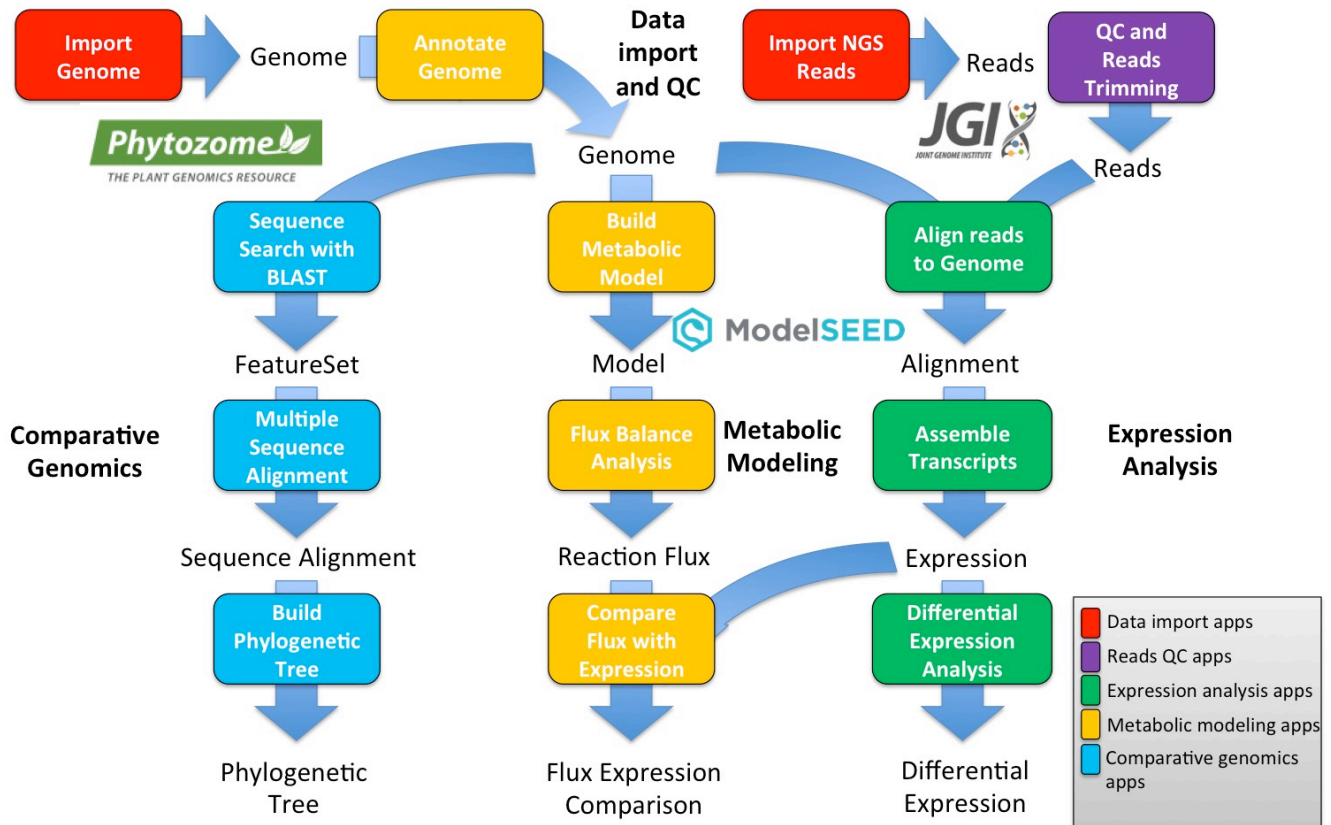 Import
Genome
Genome
Annotate
Genome
Data
import
and QC
Import NGS
Reads
Reads
QC and
Reads
Trimming
Phytozome
THE PLANT GENOMICS RESOURCE
JGI
JOINT GENOME INSTITUTE
Genome
Reads
Sequence
Search with
BLAST
Build
Metabolic
Model
Align reads
to Genome
ModelSEED
FeatureSet
Model
Alignment
Comparative
Genomics
Multiple
Sequence
Alignment
Flux Balance
Analysis
Metabolic
Modeling
Assemble
Transcripts
Expression
Analysis
Sequence Alignment
Reaction Flux
Expression
Build
Phylogenetic
Tree
Compare
Flux with
Expression
Differential
Expression
Analysis
Data import apps
Reads QC apps
Expression analysis apps
Metabolic modeling apps
Comparative genomics
apps
Phylogenetic
Tree
Flux Expression
Comparison
Differential
Expression